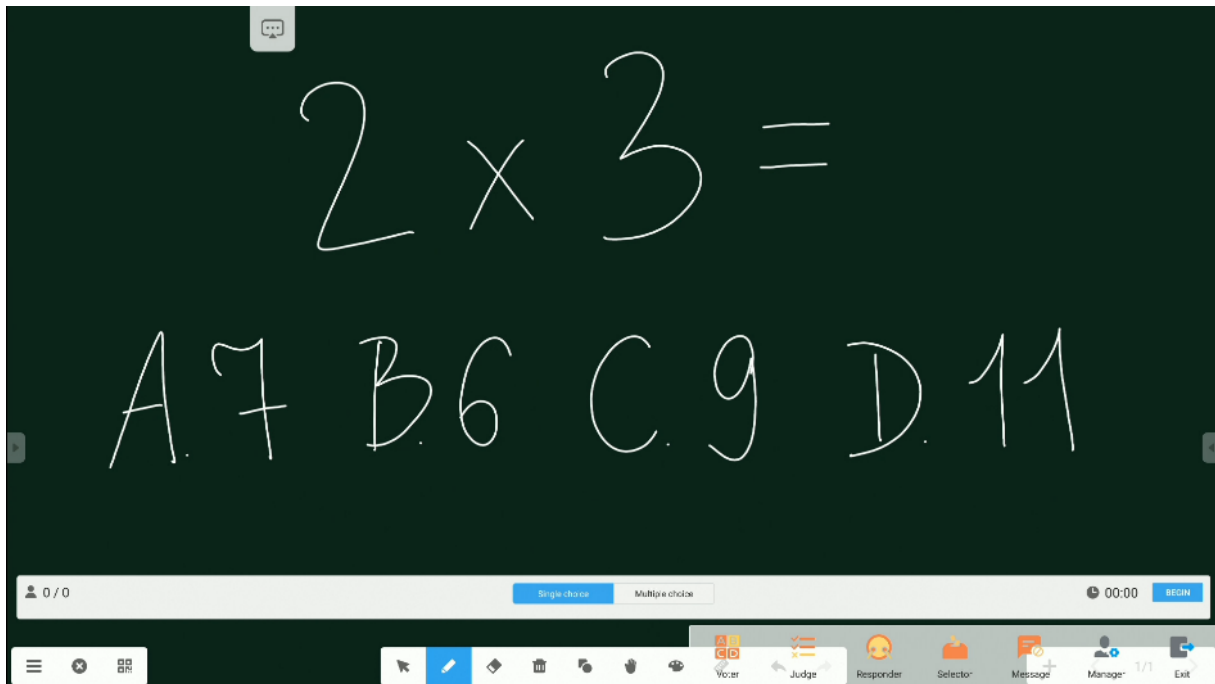 2 x 3 =
A. 7 B. 6 C. 9 D. 11
0 / 0 Single choice Multiple choice 00:00 BEGIN
A B C D
Voter Judge Responder Selector Message Manager 1/1 Exit